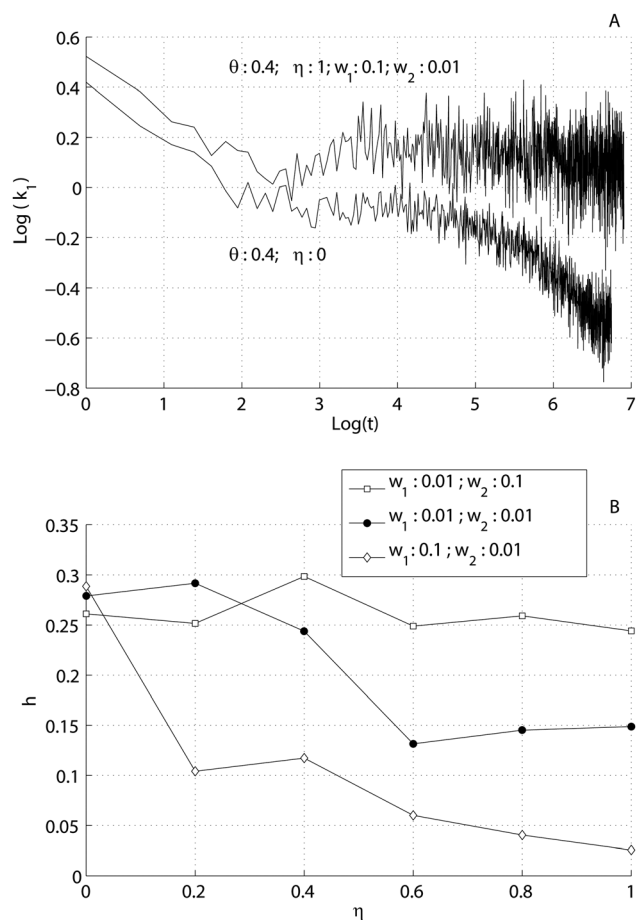 A
0.6
0.4
0.2
0
−0.2
−0.4
−0.6
−0.8
Log (k1)
θ : 0.4; η : 1; w1: 0.1; w2: 0.01
θ : 0.4; η : 0
0 1 2 3 4 5 6 7
Log(t)
w1 : 0.01 ; w2 : 0.1
w1 : 0.01 ; w2 : 0.01
w1 : 0.1 ; w2 : 0.01
B
0.35
0.3
0.25
0.2
0.15
0.1
0.05
0
h
0 0.2 0.4 0.6 0.8 1
η